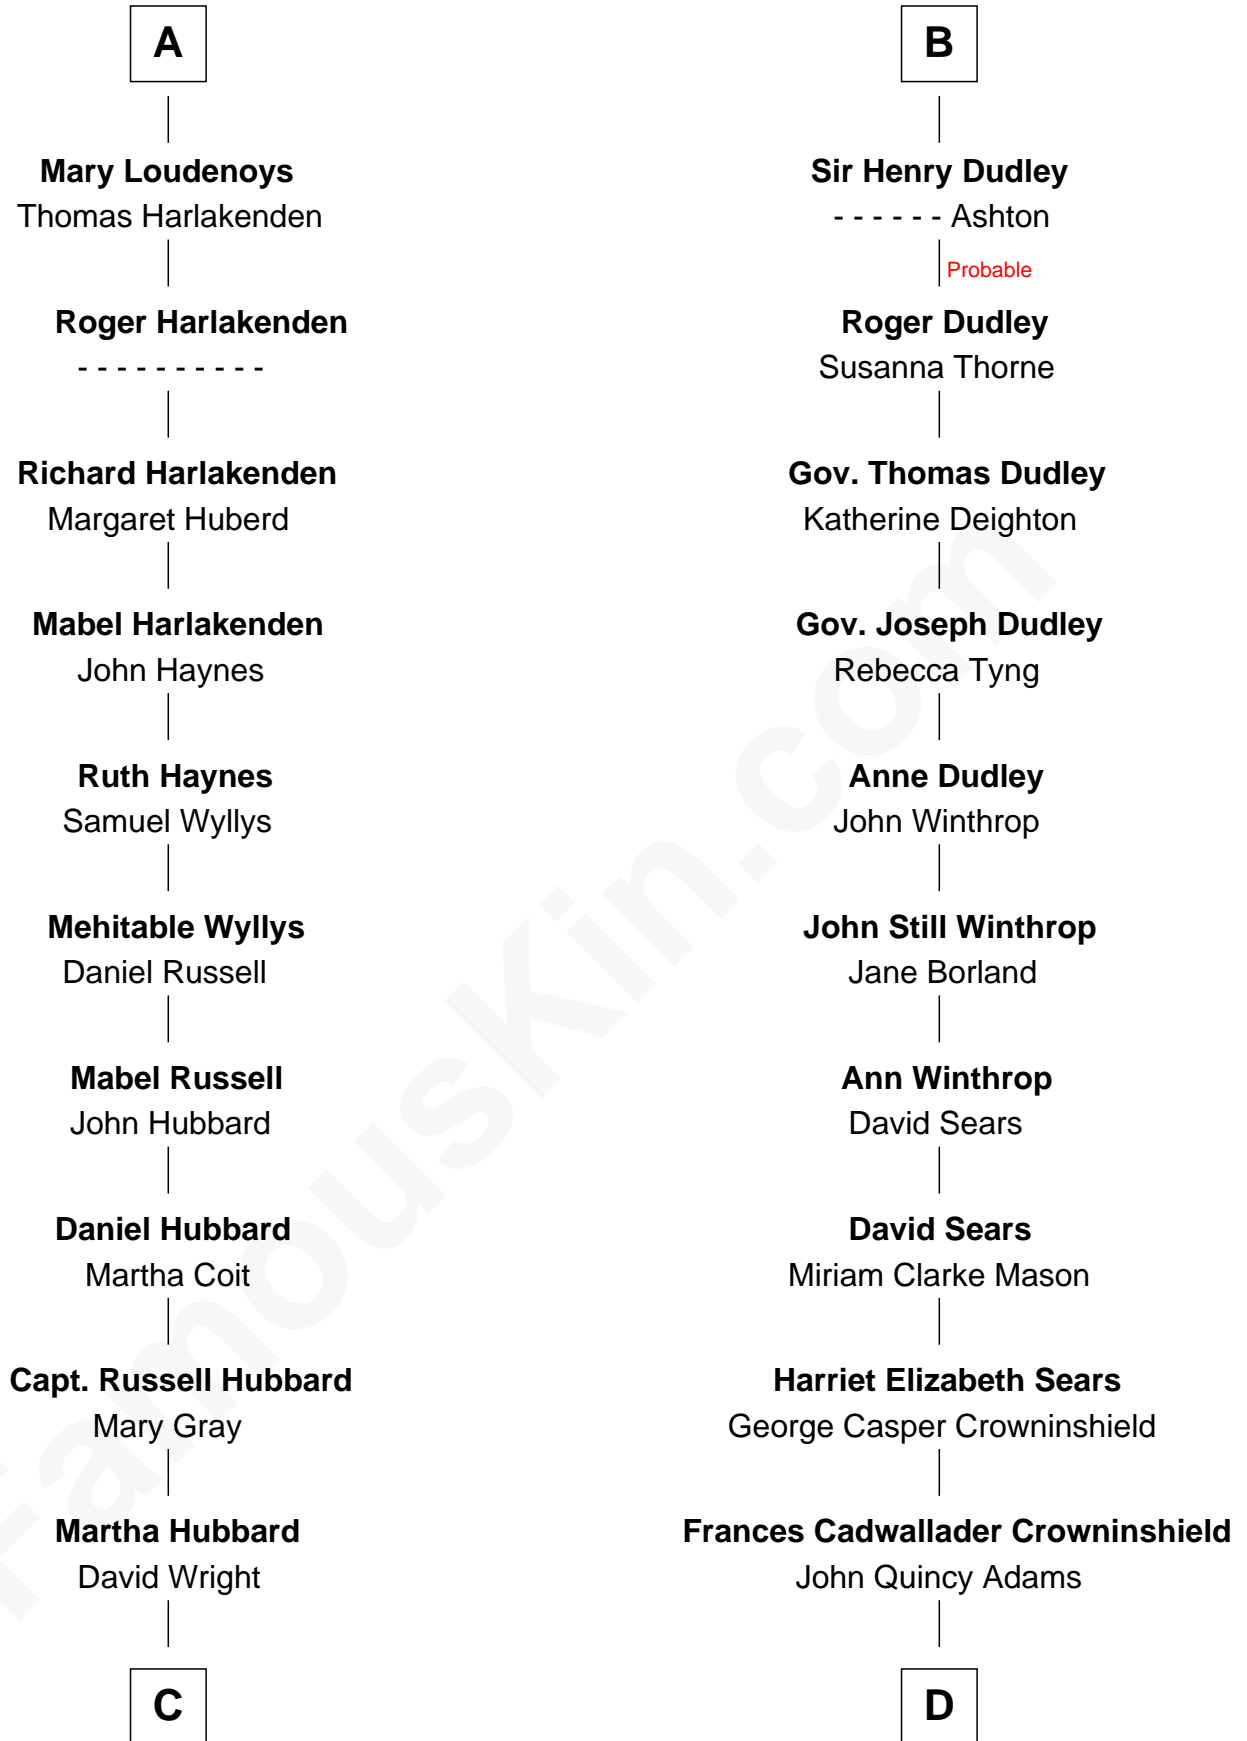 A
Mary Loudenoys
Thomas Harlakenden
Roger Harlakenden
- - - - - - - - - -
Richard Harlakenden
Margaret Huberd
Mabel Harlakenden
John Haynes
Ruth Haynes
Samuel Wyllys
Mehitable Wyllys
Daniel Russell
Mabel Russell
John Hubbard
Daniel Hubbard
Martha Coit
Capt. Russell Hubbard
Mary Gray
Martha Hubbard
David Wright
C
B
Sir Henry Dudley
- - - - - - Ashton
Probable
Roger Dudley
Susanna Thorne
Gov. Thomas Dudley
Katherine Deighton
Gov. Joseph Dudley
Rebecca Tyng
Anne Dudley
John Winthrop
John Still Winthrop
Jane Borland
Ann Winthrop
David Sears
David Sears
Miriam Clarke Mason
Harriet Elizabeth Sears
George Casper Crowninshield
Frances Cadwallader Crowninshield
John Quincy Adams
D
FamousKin.com